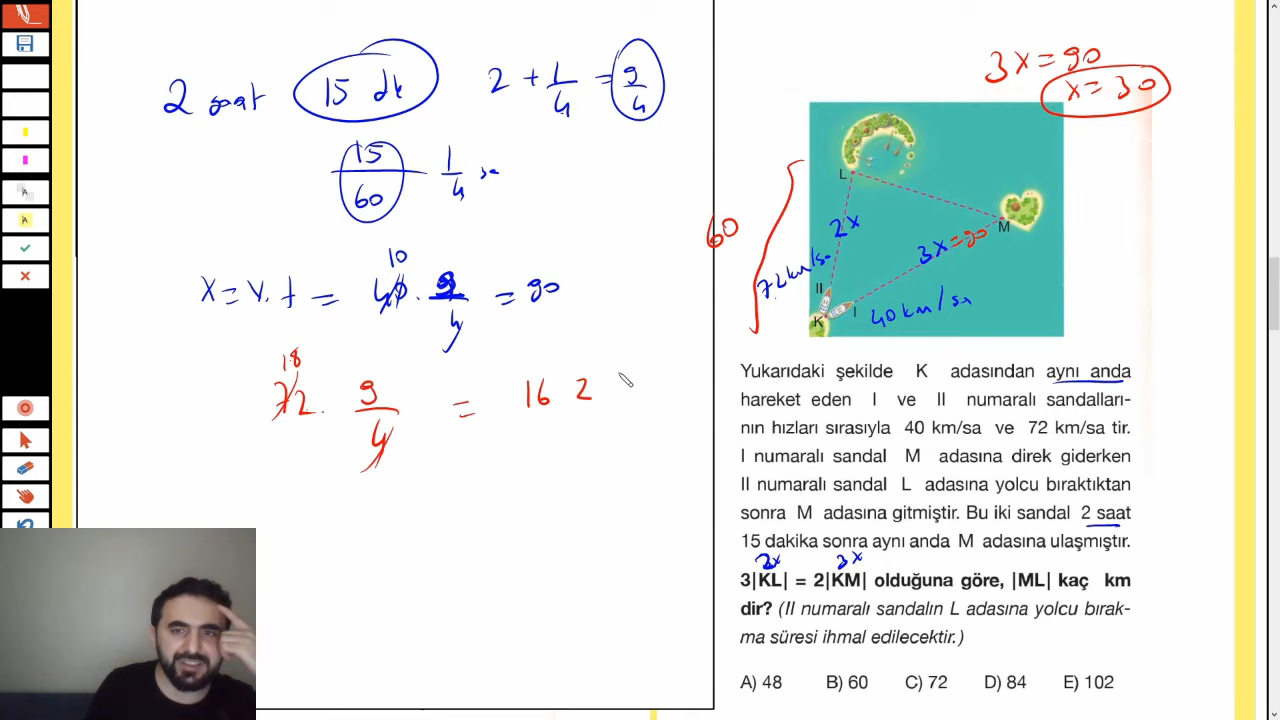 2 saat 15 dk 2 + 1/4 = 9/4
15/60 1/4 sa
x = v . t = 40 . 9/4 = 90
10
18
72 . 9/4 = 16 2
3x = 90
x = 30
L
M
60
2x
3x = 90
72 km/sa
II
K
I
40 km/sa
Yukarıdaki şekilde K adasından aynı anda
hareket eden I ve II numaralı sandalları-
nın hızları sırasıyla 40 km/sa ve 72 km/sa tir.
I numaralı sandal M adasına direk giderken
II numaralı sandal L adasına yolcu bıraktıktan
sonra M adasına gitmiştir. Bu iki sandal 2 saat
15 dakika sonra aynı anda M adasına ulaşmıştır.
2x 3x
3|KL| = 2|KM| olduğuna göre, |ML| kaç km
dir? (II numaralı sandalın L adasına yolcu bırak-
ma süresi ihmal edilecektir.)
A) 48 B) 60 C) 72 D) 84 E) 102